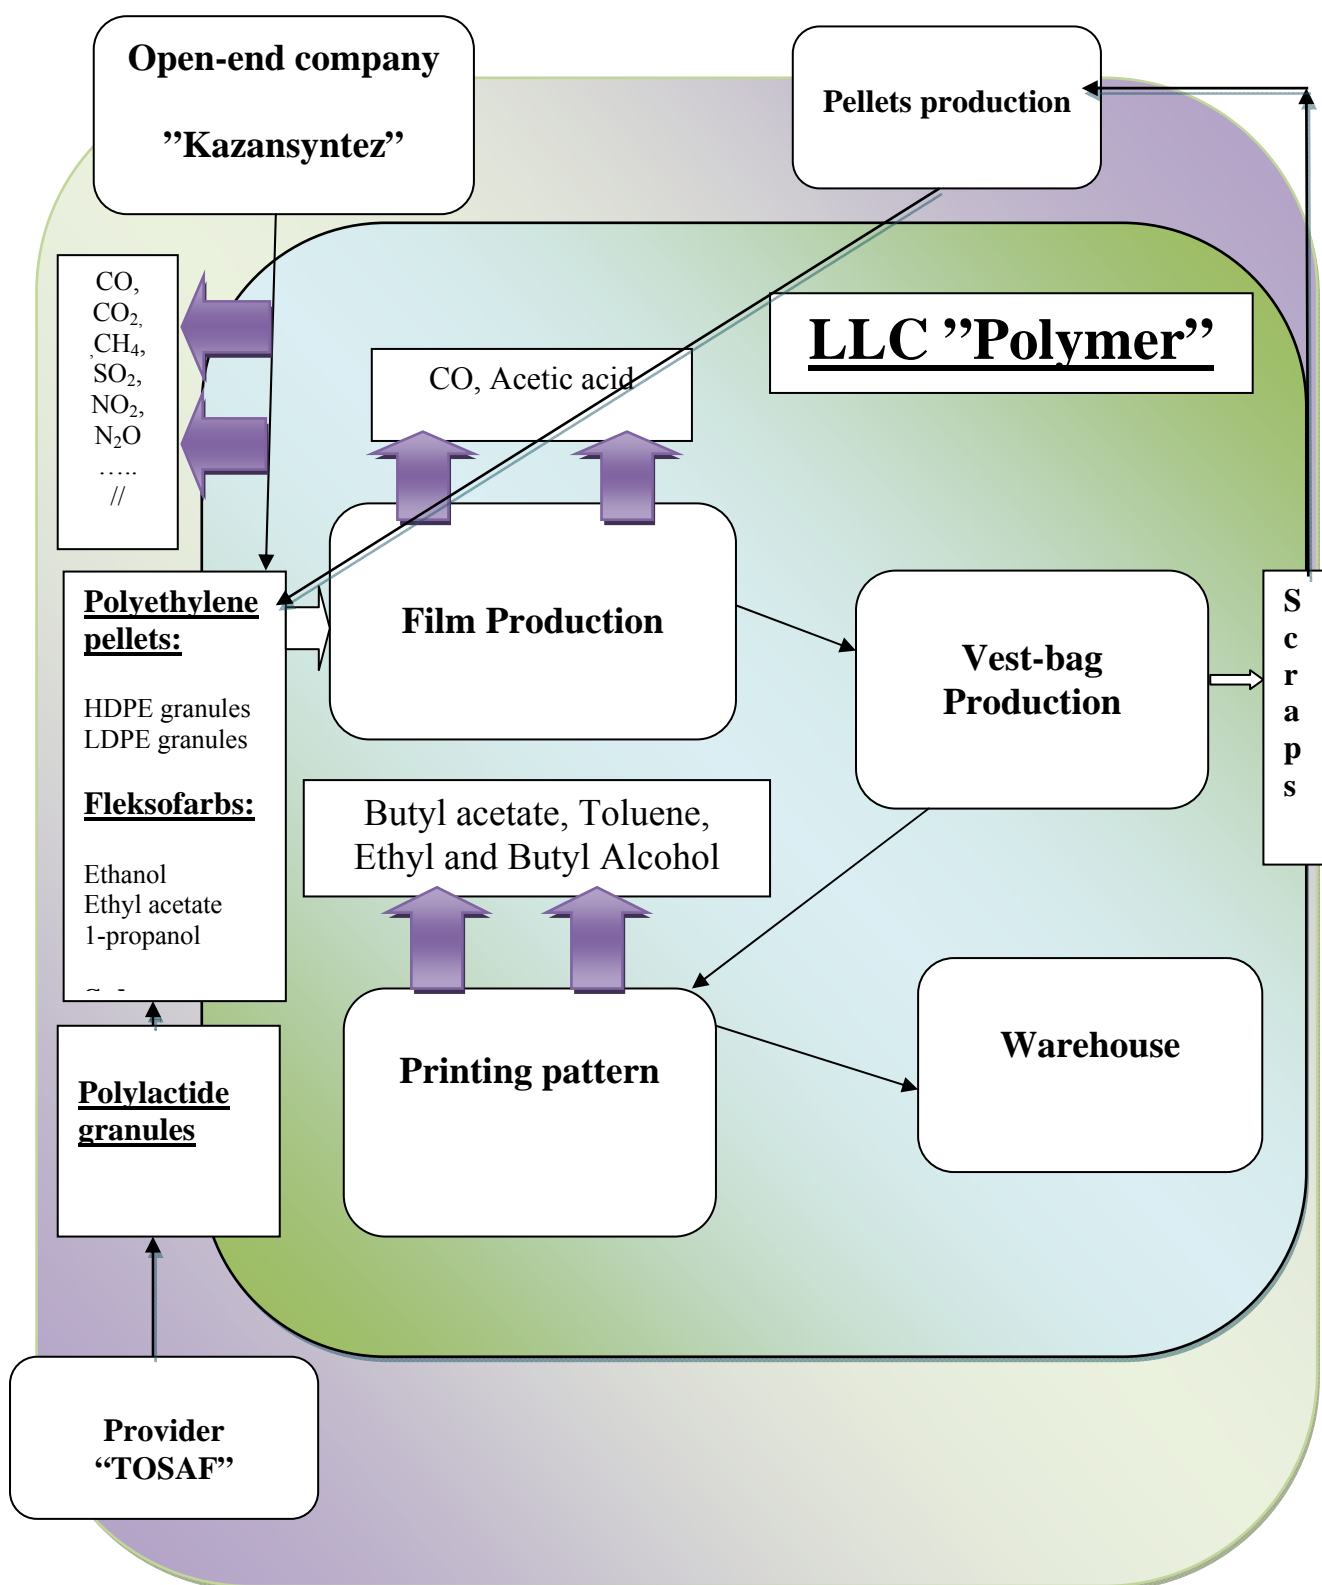 Open-end company
”Kazansyntez”
Pellets production
CO,
CO2,
,CH4,
SO2,
NO2,
N2O
…..
//
CO, Acetic acid
LLC ”Polymer”
Polyethylene
pellets:
HDPE granules
LDPE granules
Fleksofarbs:
Ethanol
Ethyl acetate
1-propanol
Film Production
Vest-bag
Production
S
c
r
a
p
s
Butyl acetate, Toluene,
Ethyl and Butyl Alcohol
Printing pattern
Warehouse
Polylactide
granules
Provider
“TOSAF”